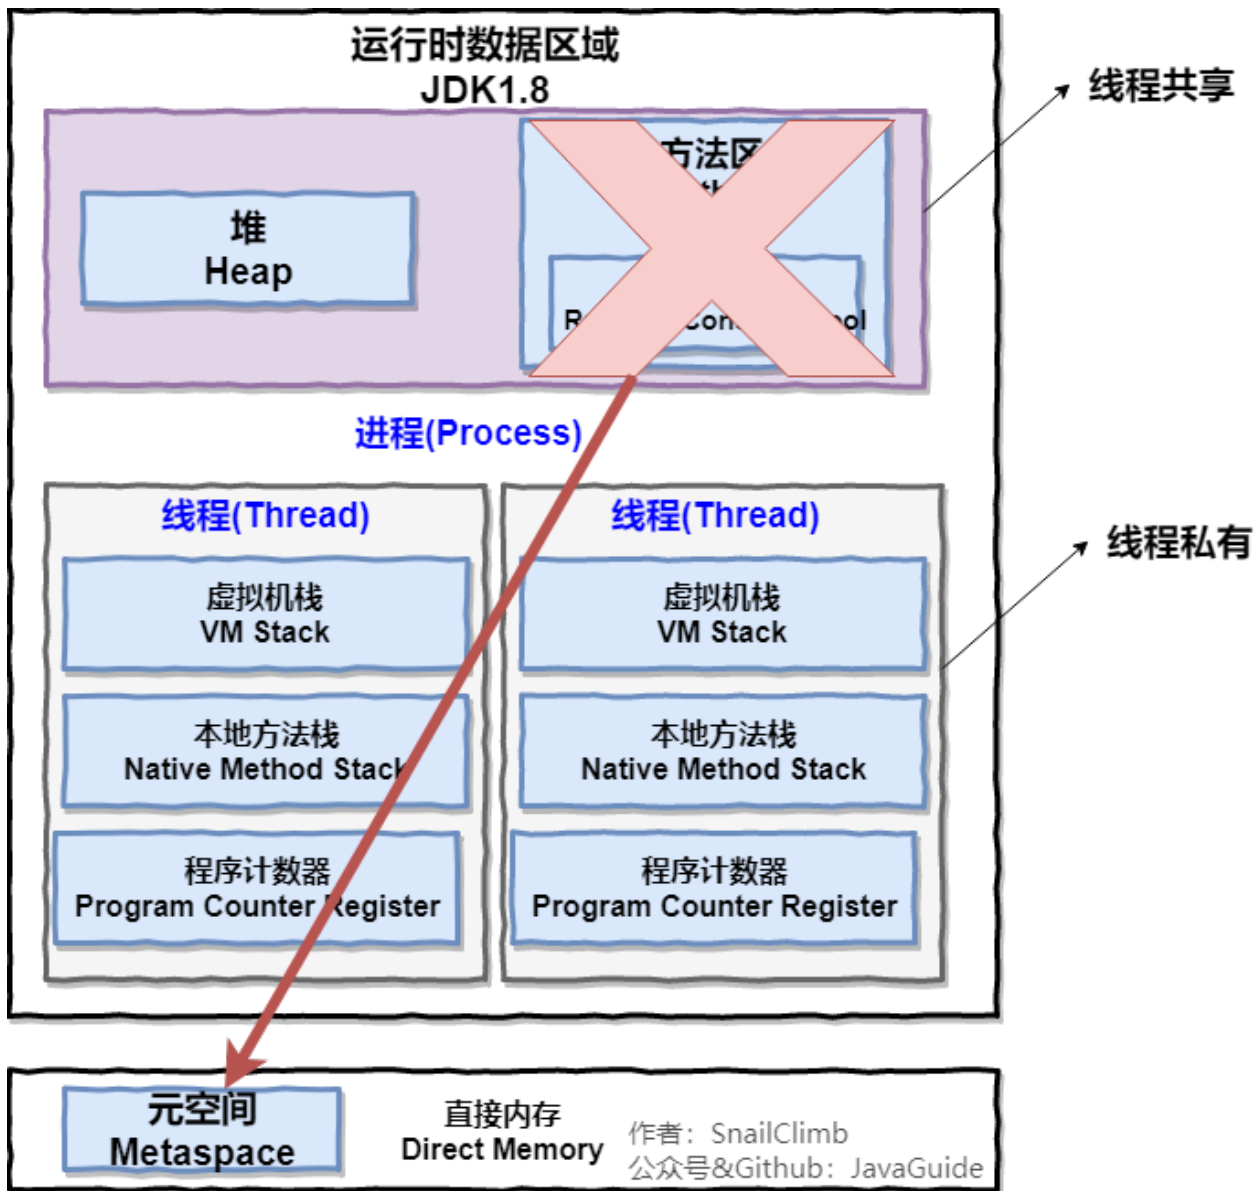 运行时数据区域
JDK1.8
线程共享
堆
Heap
方法区
进程(Process)
线程(Thread)
虚拟机栈
VM Stack
本地方法栈
Native Method Stack
程序计数器
Program Counter Register
线程(Thread)
虚拟机栈
VM Stack
本地方法栈
Native Method Stack
程序计数器
Program Counter Register
线程私有
元空间
Metaspace
直接内存
Direct Memory
作者：SnailClimb
公众号&Github：JavaGuide